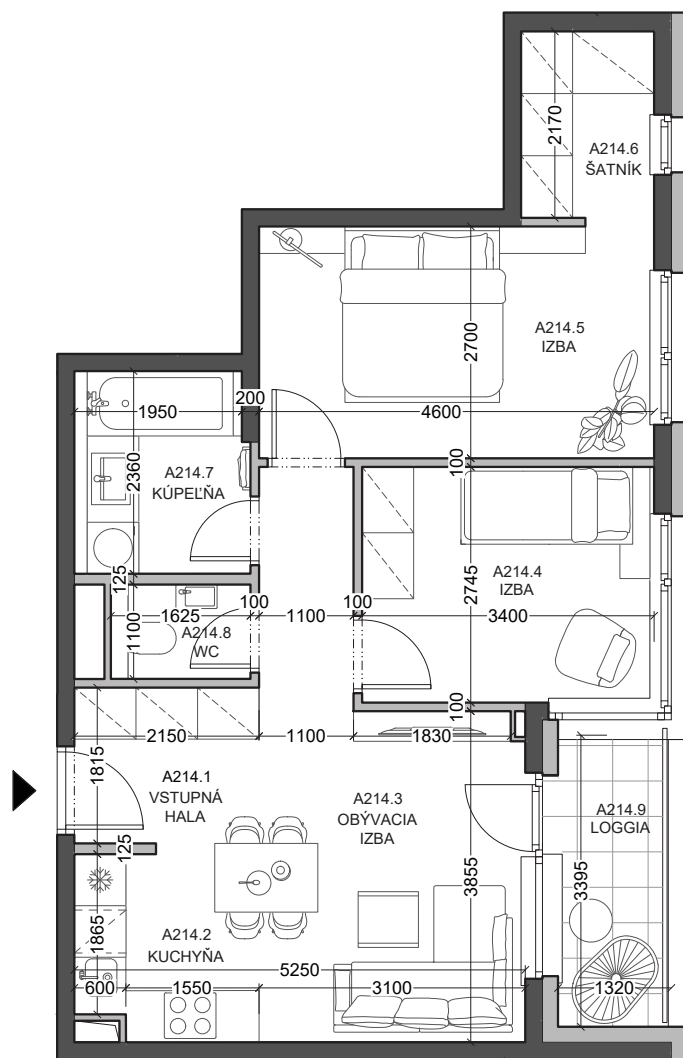 2170
A214.6
ŠATNÍK
2700
A214.5
IZBA
200
1950
4600
100
2360
A214.7
KÚPEĽŇA
2745
A214.4
IZBA
125
1100
1625
A214.8
WC
100
1100
100
3400
100
2150
1100
1830
1815
A214.1
VSTUPNÁ
HALA
A214.3
OBÝVACIA
IZBA
A214.9
LOGGIA
125
3855
3395
1865
A214.2
KUCHYŇA
5250
600
1550
3100
1320